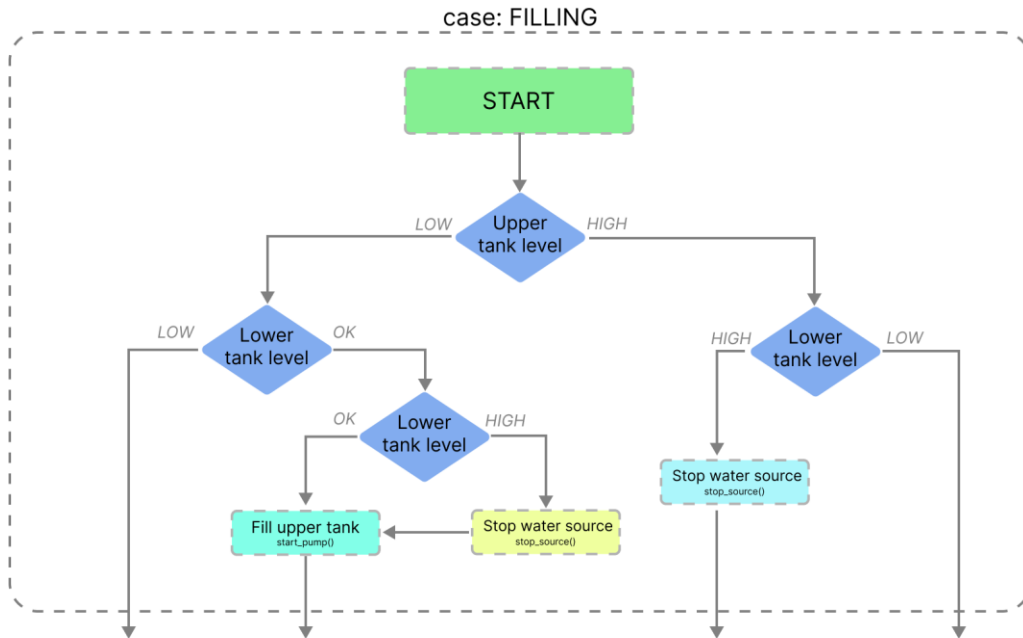 case: FILLING
START
LOW
Upper
tank level
HIGH
LOW
Lower
tank level
OK
HIGH
Lower
tank level
LOW
OK
Lower
tank level
HIGH
Stop water source
stop_source()
Fill upper tank
start_pump()
Stop water source
stop_source()